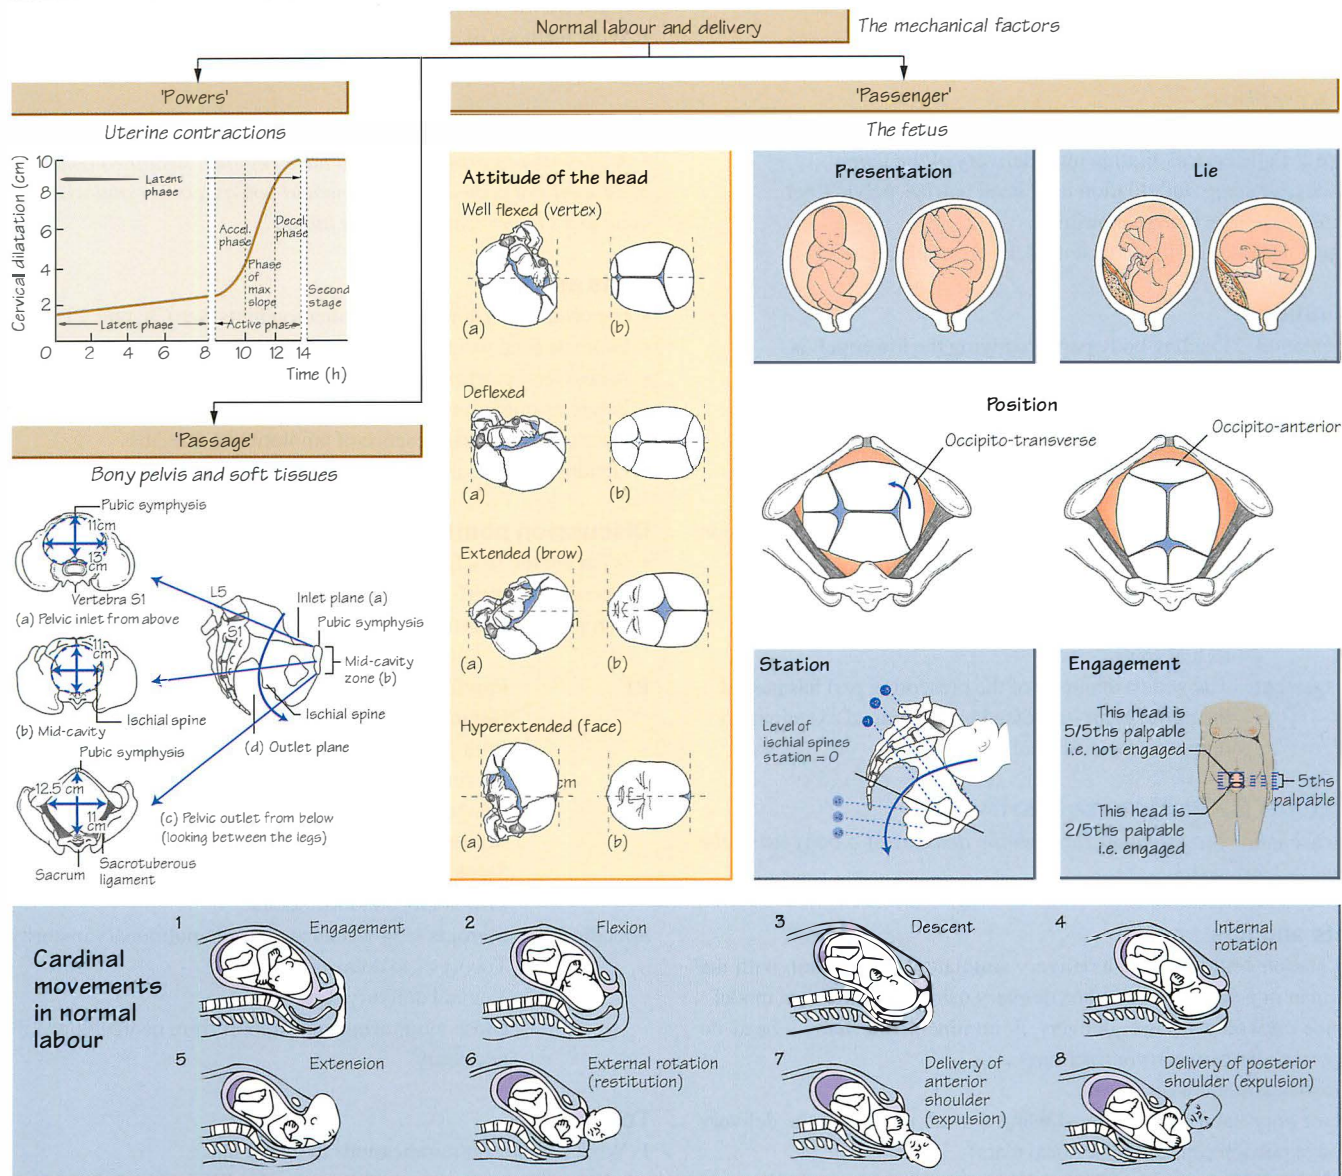 Normal labour and delivery
The mechanical factors
'Powers'
Uterine contractions
Cervical dilatation (cm)
10
8
6
4
2
0
Latent
phase
Accel.
phase
Decel.
phase
Phase
of
max
slope
Second
stage
Latent phase
Active phase
2
4
6
8
10
12
14
Time (h)
'Passage'
Bony pelvis and soft tissues
Pubic symphysis
11cm
13
cm
Vertebra S1
(a) Pelvic inlet from above
11
cm
Ischial spine
(b) Mid-cavity
Pubic symphysis
12.5 cm
11
cm
Sacrum
Sacrotuberous
ligament
(c) Pelvic outlet from below
(looking between the legs)
L5
S1
Inlet plane (a)
Pubic symphysis
Mid-cavity
zone (b)
Ischial spine
(d) Outlet plane
'Passenger'
The fetus
Attitude of the head
Well flexed (vertex)
(a)
(b)
Deflexed
(a)
(b)
Extended (brow)
(a)
(b)
Hyperextended (face)
cm
(a)
(b)
Presentation
Lie
Position
Occipito-transverse
Occipito-anterior
Station
Level of
ischial spines
station = 0
Engagement
This head is
5/5ths palpable
i.e. not engaged
5ths
palpable
This head is
2/5ths palpable
i.e. engaged
Cardinal
movements
in normal
labour
1
Engagement
2
Flexion
3
Descent
4
Internal
rotation
5
Extension
6
External rotation
(restitution)
7
Delivery of
anterior
shoulder
(expulsion)
8
Delivery of posterior
shoulder (expulsion)